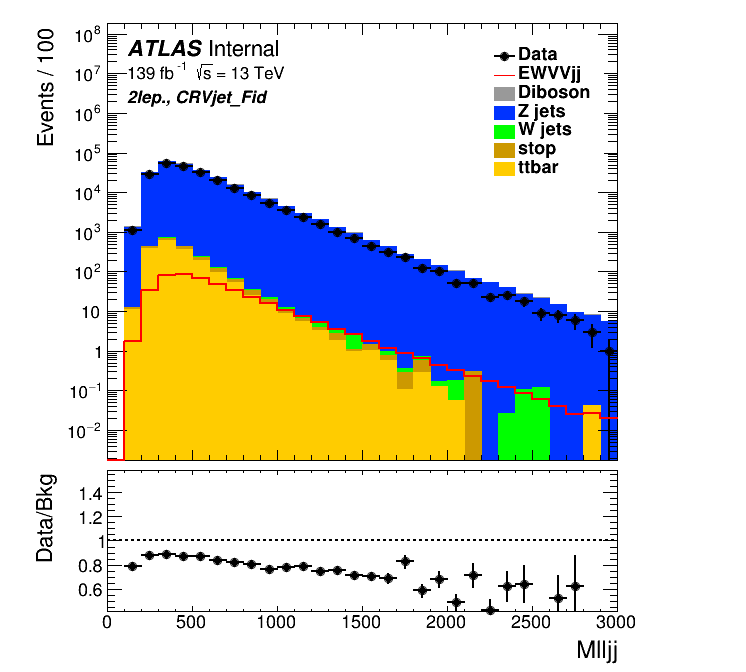 ATLAS Internal
139 fb⁻¹ √s = 13 TeV
2lep., CRVjet_Fid
Data
EWVVjj
Diboson
Z jets
W jets
stop
ttbar
Events / 100
10⁸
10⁷
10⁶
10⁵
10⁴
10³
10²
10
1
10⁻¹
10⁻²
Data/Bkg
1.4
1.2
1
0.8
0.6
0 500 1000 1500 2000 2500 3000
Mlljj